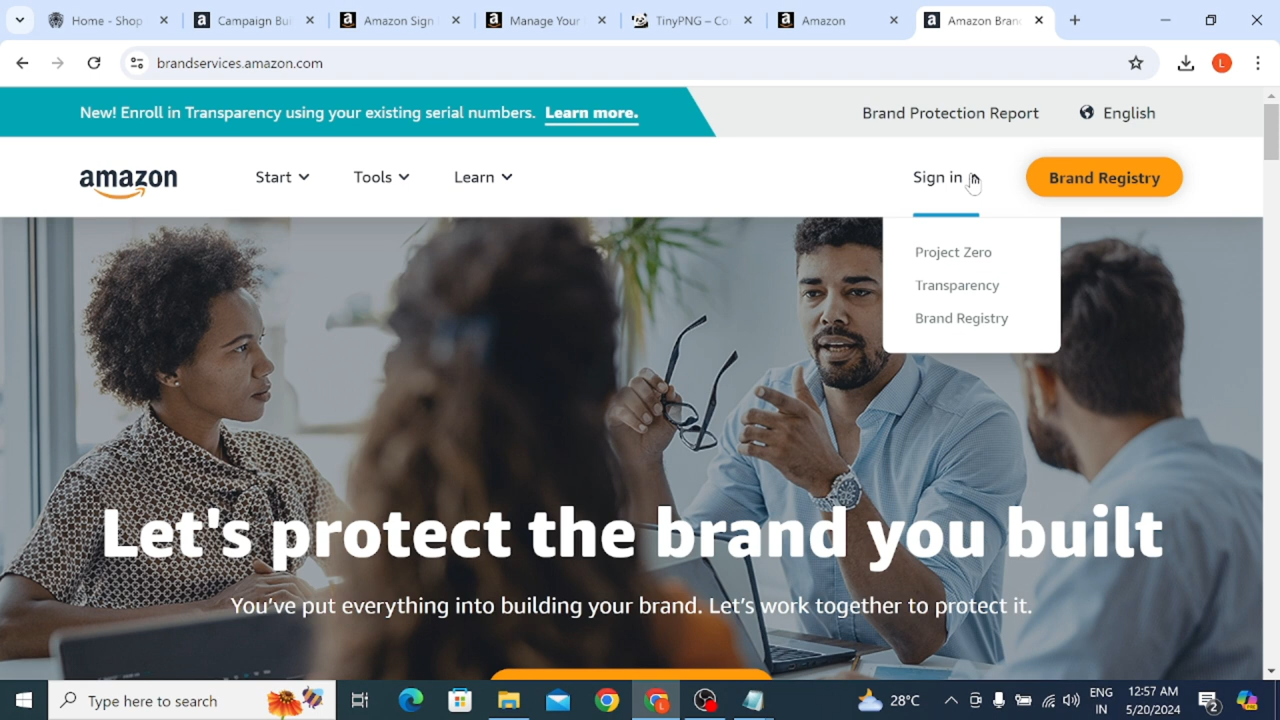 Home - Shop
Campaign Bui
Amazon Sign
Manage Your
TinyPNG – Co
Amazon
Amazon Bran
brandservices.amazon.com
L
New! Enroll in Transparency using your existing serial numbers. Learn more.
Brand Protection Report
English
amazon
Start
Tools
Learn
Sign in
Brand Registry
Project Zero
Transparency
Brand Registry
Let's protect the brand you built
You've put everything into building your brand. Let's work together to protect it.
Type here to search
28°C
ENG
IN
12:57 AM
5/20/2024
2